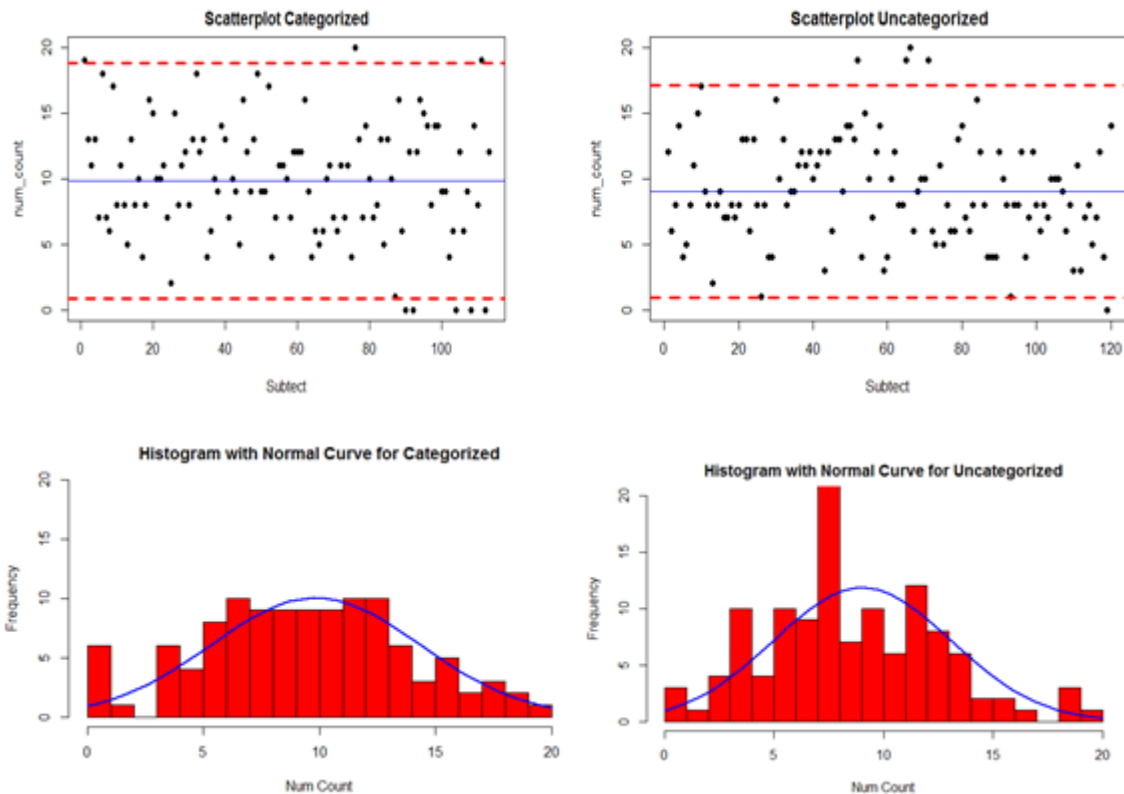 Scatterplot Categorized
num_count
20
15
10
5
0
0 20 40 60 80 100
Subtect
Scatterplot Uncategorized
num_count
20
15
10
5
0
0 20 40 60 80 100 120
Subtect
Histogram with Normal Curve for Categorized
Frequency
20
15
10
5
0
0 5 10 15 20
Num Count
Histogram with Normal Curve for Uncategorized
Frequency
20
15
10
5
0
0 5 10 15 20
Num Count